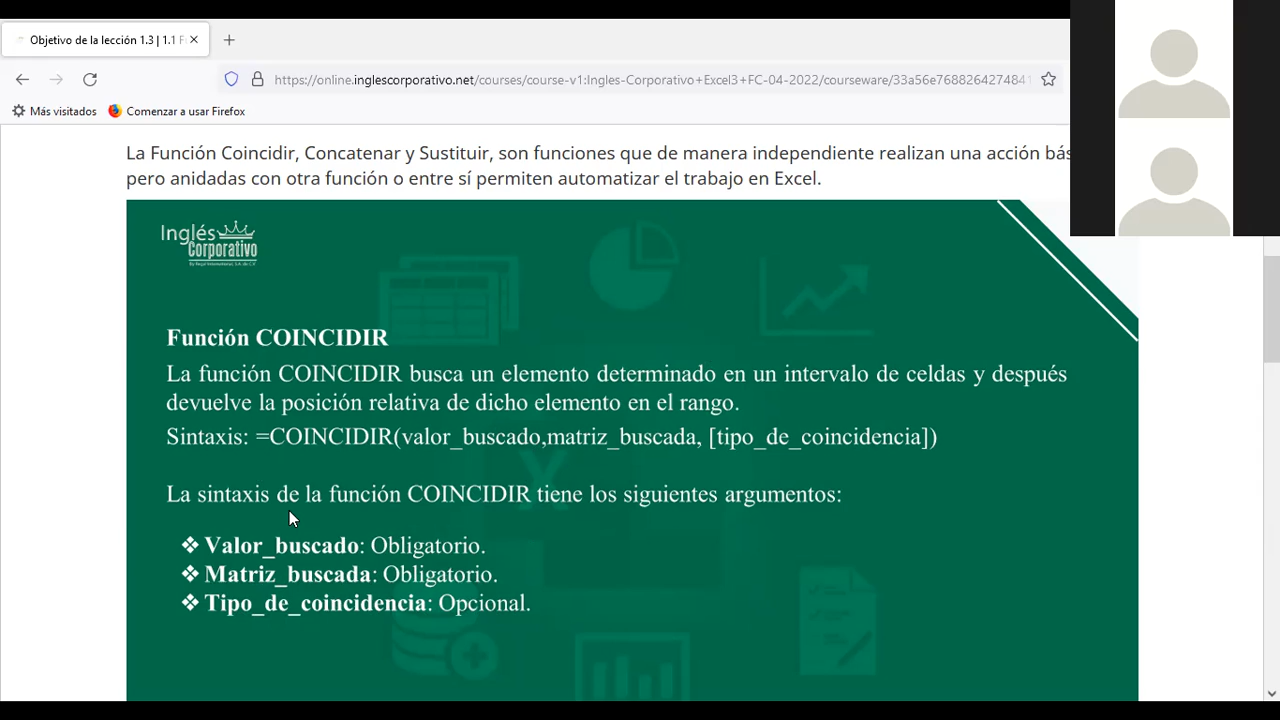 Objetivo de la lección 1.3 | 1.1 F
https://online.inglescorporativo.net/courses/course-v1:Ingles-Corporativo+Excel3+FC-04-2022/courseware/33a56e7688264274841
Más visitados
Comenzar a usar Firefox
La Función Coincidir, Concatenar y Sustituir, son funciones que de manera independiente realizan una acción bás
pero anidadas con otra función o entre sí permiten automatizar el trabajo en Excel.
Inglés
Corporativo
Función COINCIDIR
La función COINCIDIR busca un elemento determinado en un intervalo de celdas y después
devuelve la posición relativa de dicho elemento en el rango.
Sintaxis: =COINCIDIR(valor_buscado,matriz_buscada, [tipo_de_coincidencia])
La sintaxis de la función COINCIDIR tiene los siguientes argumentos:
❖ Valor_buscado: Obligatorio.
❖ Matriz_buscada: Obligatorio.
❖ Tipo_de_coincidencia: Opcional.